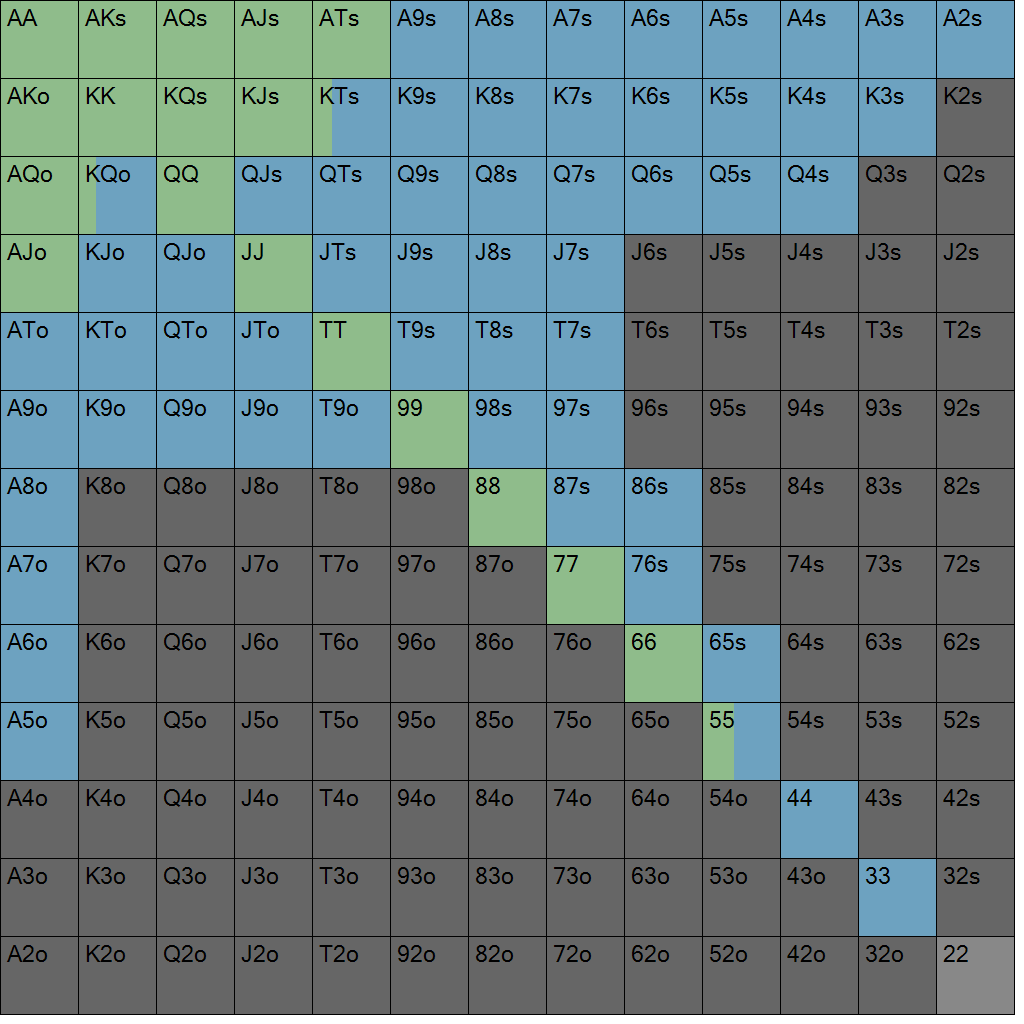 AA AKs AQs AJs ATs A9s A8s A7s A6s A5s A4s A3s A2s
AKo KK KQs KJs KTs K9s K8s K7s K6s K5s K4s K3s K2s
AQo KQo QQ QJs QTs Q9s Q8s Q7s Q6s Q5s Q4s Q3s Q2s
AJo KJo QJo JJ JTs J9s J8s J7s J6s J5s J4s J3s J2s
ATo KTo QTo JTo TT T9s T8s T7s T6s T5s T4s T3s T2s
A9o K9o Q9o J9o T9o 99 98s 97s 96s 95s 94s 93s 92s
A8o K8o Q8o J8o T8o 98o 88 87s 86s 85s 84s 83s 82s
A7o K7o Q7o J7o T7o 97o 87o 77 76s 75s 74s 73s 72s
A6o K6o Q6o J6o T6o 96o 86o 76o 66 65s 64s 63s 62s
A5o K5o Q5o J5o T5o 95o 85o 75o 65o 55 54s 53s 52s
A4o K4o Q4o J4o T4o 94o 84o 74o 64o 54o 44 43s 42s
A3o K3o Q3o J3o T3o 93o 83o 73o 63o 53o 43o 33 32s
A2o K2o Q2o J2o T2o 92o 82o 72o 62o 52o 42o 32o 22